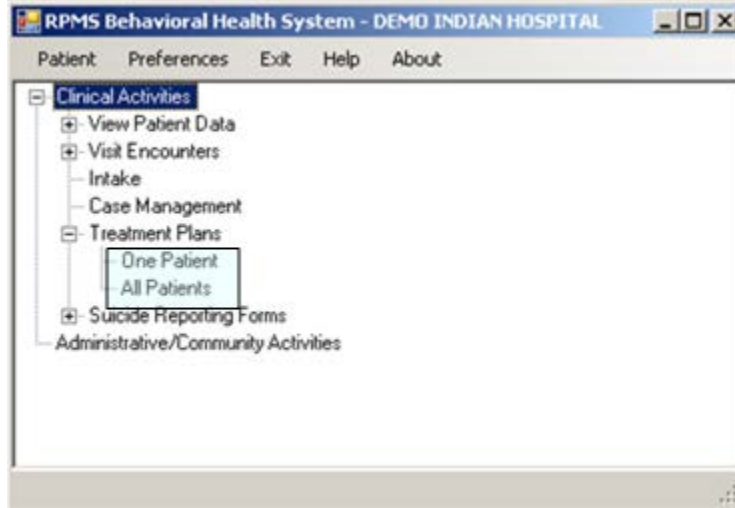 RPMS Behavioral Health System - DEMO INDIAN HOSPITAL
Patient Preferences Exit Help About
Clinical Activities
View Patient Data
Visit Encounters
Intake
Case Management
Treatment Plans
One Patient
All Patients
Suicide Reporting Forms
Administrative/Community Activities